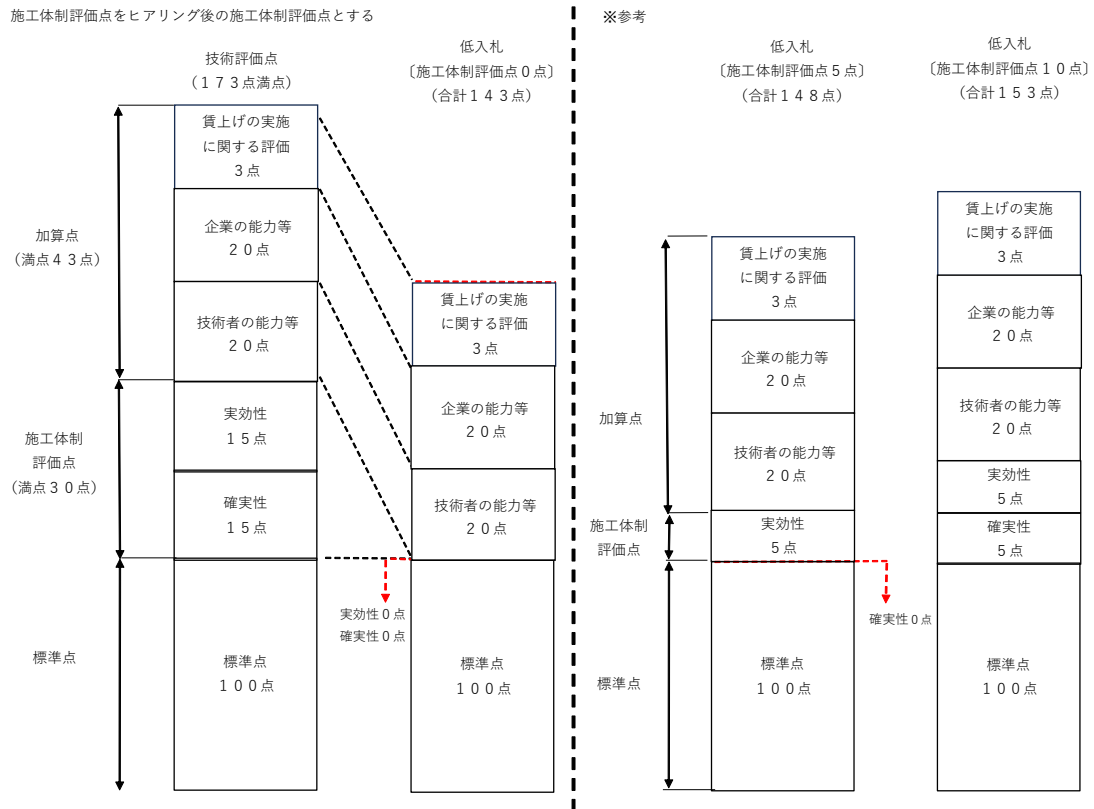 施工体制評価点をヒアリング後の施工体制評価点とする
技術評価点
（１７３点満点）
低入札
〔施工体制評価点０点〕
（合計１４３点）
加算点
（満点４３点）
施工体制
評価点
（満点３０点）
標準点
賃上げの実施
に関する評価
３点
企業の能力等
２０点
技術者の能力等
２０点
実効性
１５点
確実性
１５点
標準点
１００点
賃上げの実施
に関する評価
３点
企業の能力等
２０点
技術者の能力等
２０点
実効性０点
確実性０点
標準点
１００点
※参考
低入札
〔施工体制評価点５点〕
（合計１４８点）
低入札
〔施工体制評価点１０点〕
（合計１５３点）
加算点
施工体制
評価点
標準点
賃上げの実施
に関する評価
３点
企業の能力等
２０点
技術者の能力等
２０点
実効性
５点
確実性０点
標準点
１００点
賃上げの実施
に関する評価
３点
企業の能力等
２０点
技術者の能力等
２０点
実効性
５点
確実性
５点
標準点
１００点